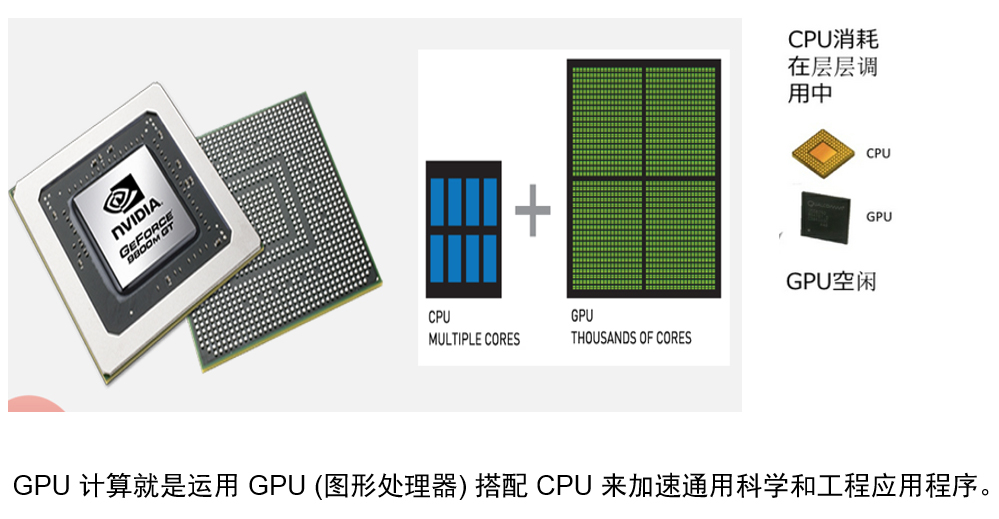 NVIDIA
GEFORCE
9800M GT
CPU
MULTIPLE CORES
GPU
THOUSANDS OF CORES
CPU消耗
在层层调
用中
CPU
GPU
GPU空闲
GPU 计算就是运用 GPU (图形处理器) 搭配 CPU 来加速通用科学和工程应用程序。